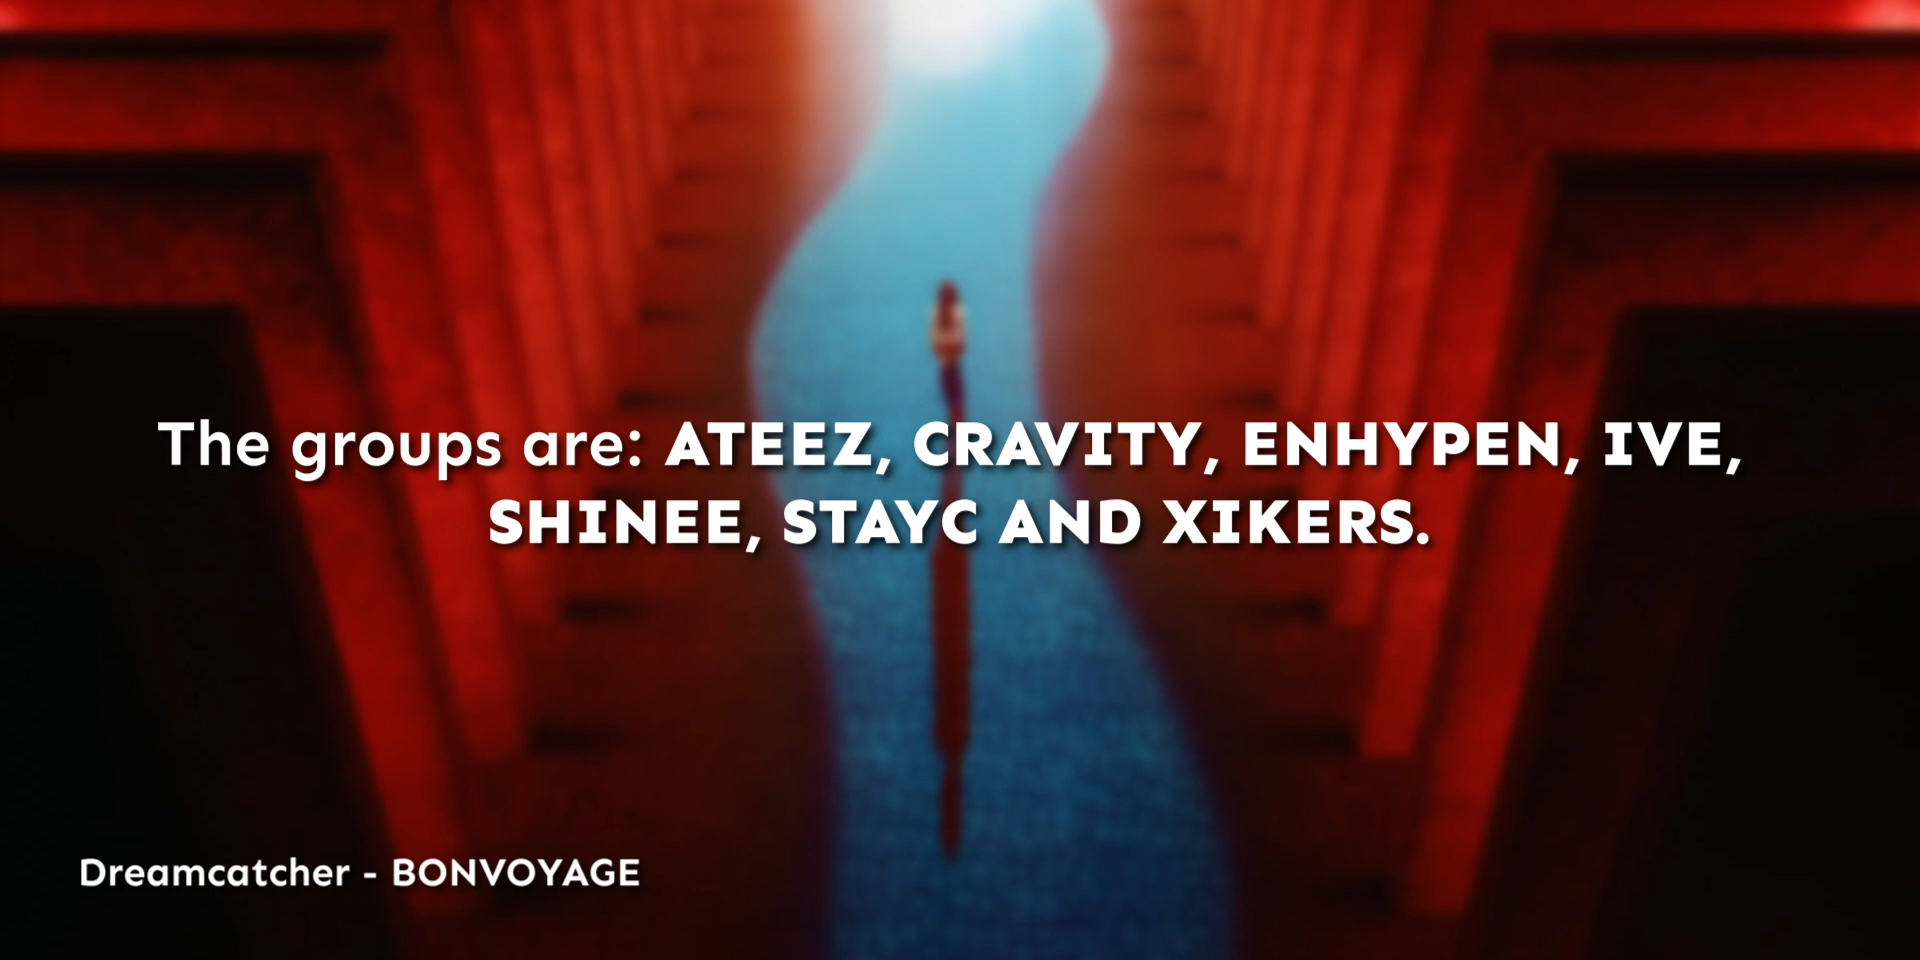 The groups are: ATEEZ, CRAVITY, ENHYPEN, IVE,
SHINEE, STAYC AND XIKERS.
Dreamcatcher - BONVOYAGE